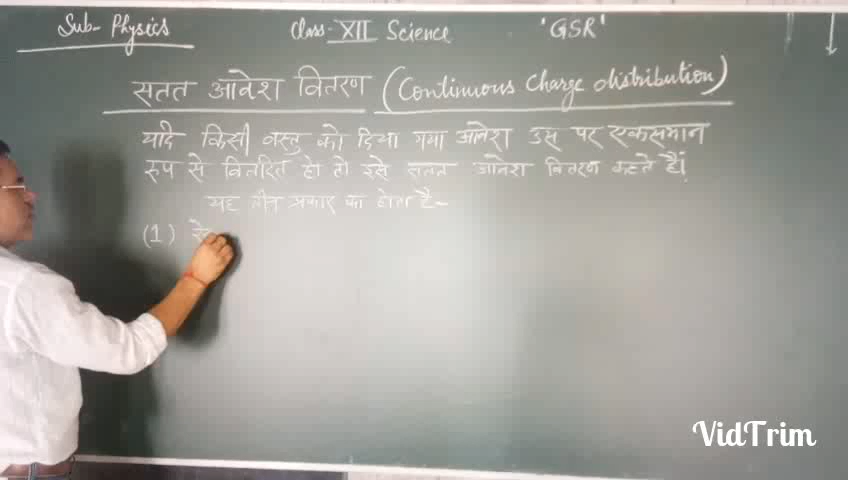 Sub- Physics Class- XII Science 'GSR'
सतत आवेश वितरण (Continuous Charge distribution)
यदि किसी वस्तु को दिया गया आवेश उस पर एकसमान
रूप से वितरित हो तो इसे सतत आवेश वितरण कहते हैं।
यह तीन प्रकार का होता है-
(1) रे
VidTrim